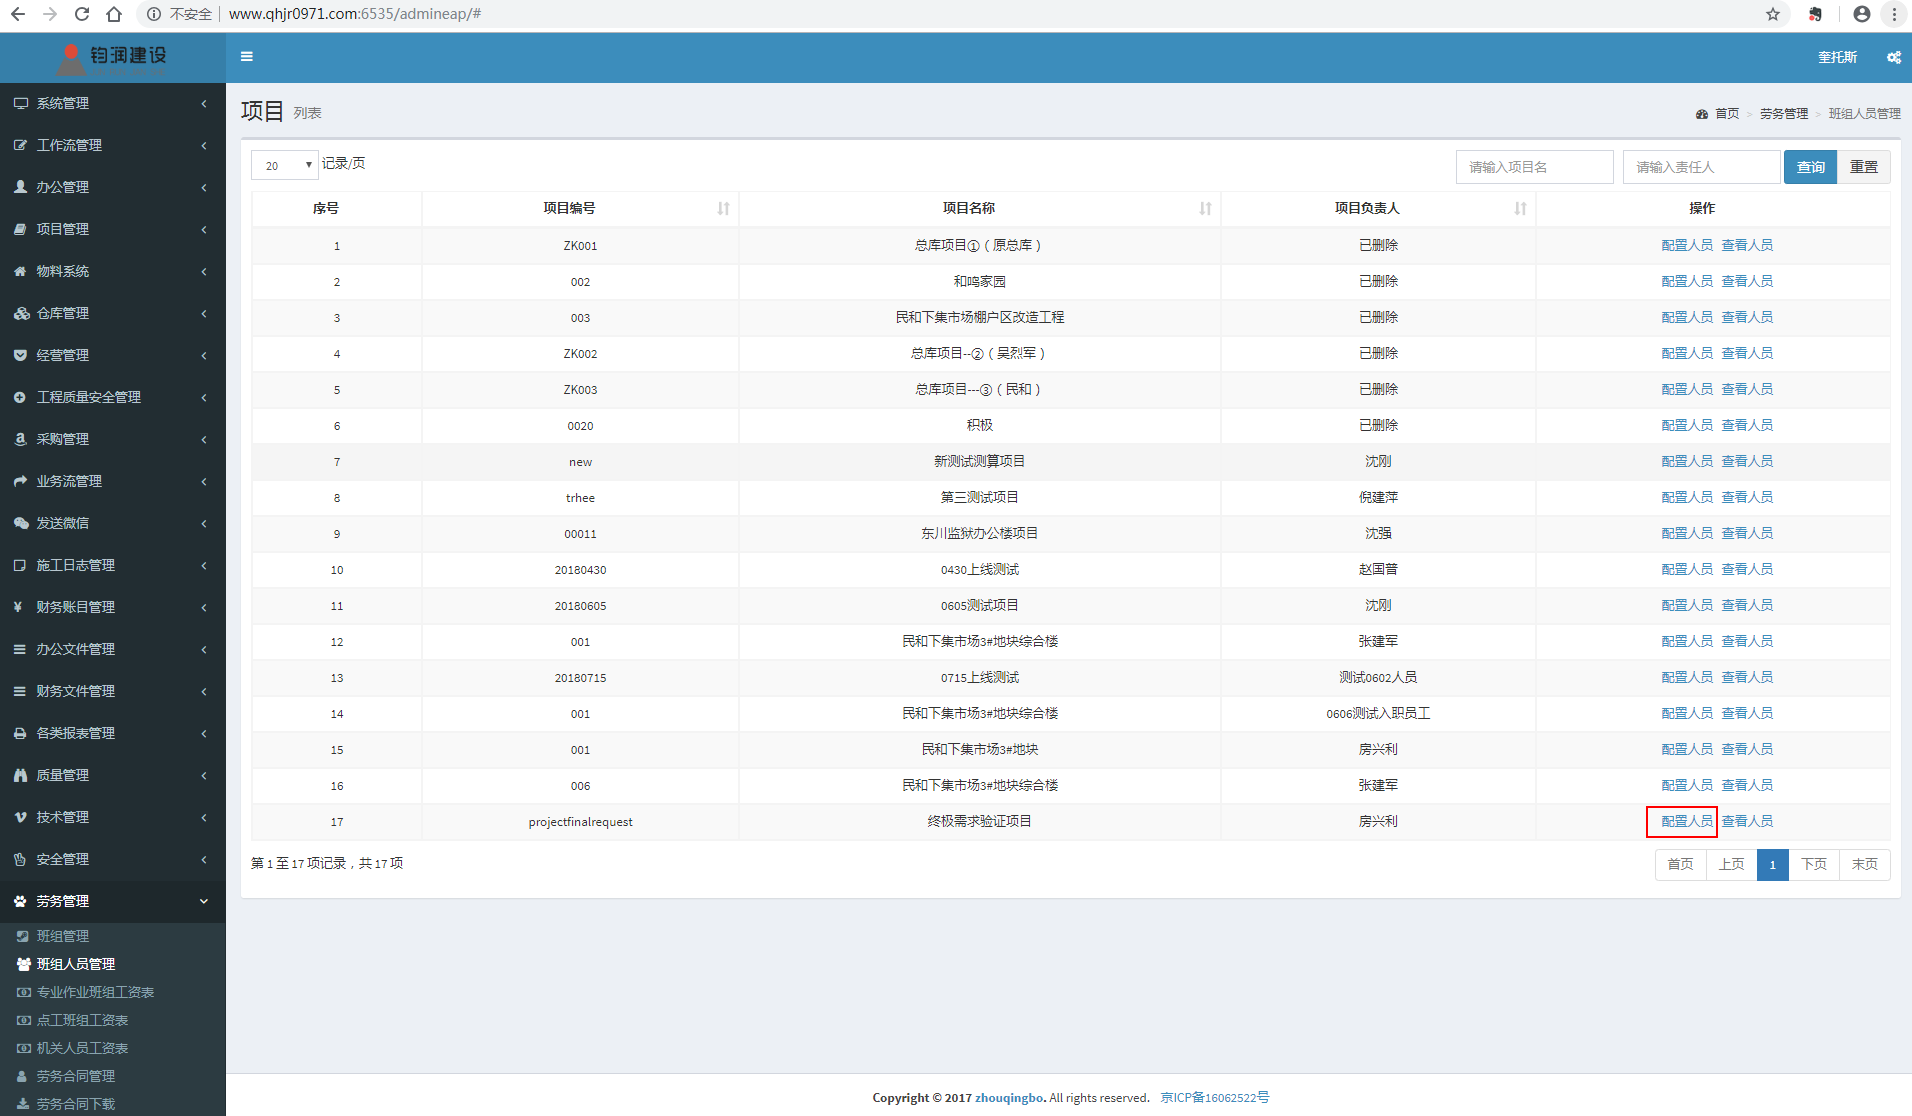 不安全 www.qhjr0971.com:6535/admineap/#
钧润建设
奎托斯
系统管理
工作流管理
办公管理
项目管理
物料系统
仓库管理
经营管理
工程质量安全管理
采购管理
业务流管理
发送微信
施工日志管理
财务账目管理
办公文件管理
财务文件管理
各类报表管理
质量管理
技术管理
安全管理
劳务管理
班组管理
班组人员管理
专业作业班组工资表
点工班组工资表
机关人员工资表
劳务合同管理
劳务合同下载
项目 列表
首页 > 劳务管理 > 班组人员管理
20 记录/页 请输入项目名 请输入责任人 查询 重置
序号 项目编号 项目名称 项目负责人 操作
1 ZK001 总库项目①（原总库） 已删除 配置人员 查看人员
2 002 和鸣家园 已删除 配置人员 查看人员
3 003 民和下集市场棚户区改造工程 已删除 配置人员 查看人员
4 ZK002 总库项目--②（吴烈军） 已删除 配置人员 查看人员
5 ZK003 总库项目---③（民和） 已删除 配置人员 查看人员
6 0020 积极 已删除 配置人员 查看人员
7 new 新测试测算项目 沈刚 配置人员 查看人员
8 trhee 第三测试项目 倪建萍 配置人员 查看人员
9 00011 东川监狱办公楼项目 沈强 配置人员 查看人员
10 20180430 0430上线测试 赵国普 配置人员 查看人员
11 20180605 0605测试项目 沈刚 配置人员 查看人员
12 001 民和下集市场3#地块综合楼 张建军 配置人员 查看人员
13 20180715 0715上线测试 测试0602人员 配置人员 查看人员
14 001 民和下集市场3#地块综合楼 0606测试入职员工 配置人员 查看人员
15 001 民和下集市场3#地块 房兴利 配置人员 查看人员
16 006 民和下集市场3#地块综合楼 张建军 配置人员 查看人员
17 projectfinalrequest 终极需求验证项目 房兴利 配置人员 查看人员
第 1 至 17 项记录，共 17 项 首页 上页 1 下页 末页
Copyright © 2017 zhouqingbo. All rights reserved. 京ICP备16062522号